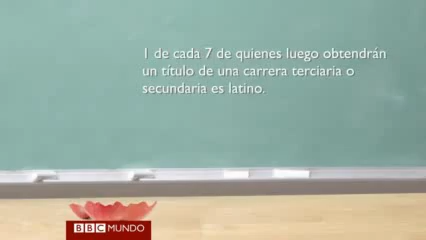 1 de cada 7 de quienes luego obtendrán
un título de una carrera terciaria o
secundaria es latino.
BBC MUNDO